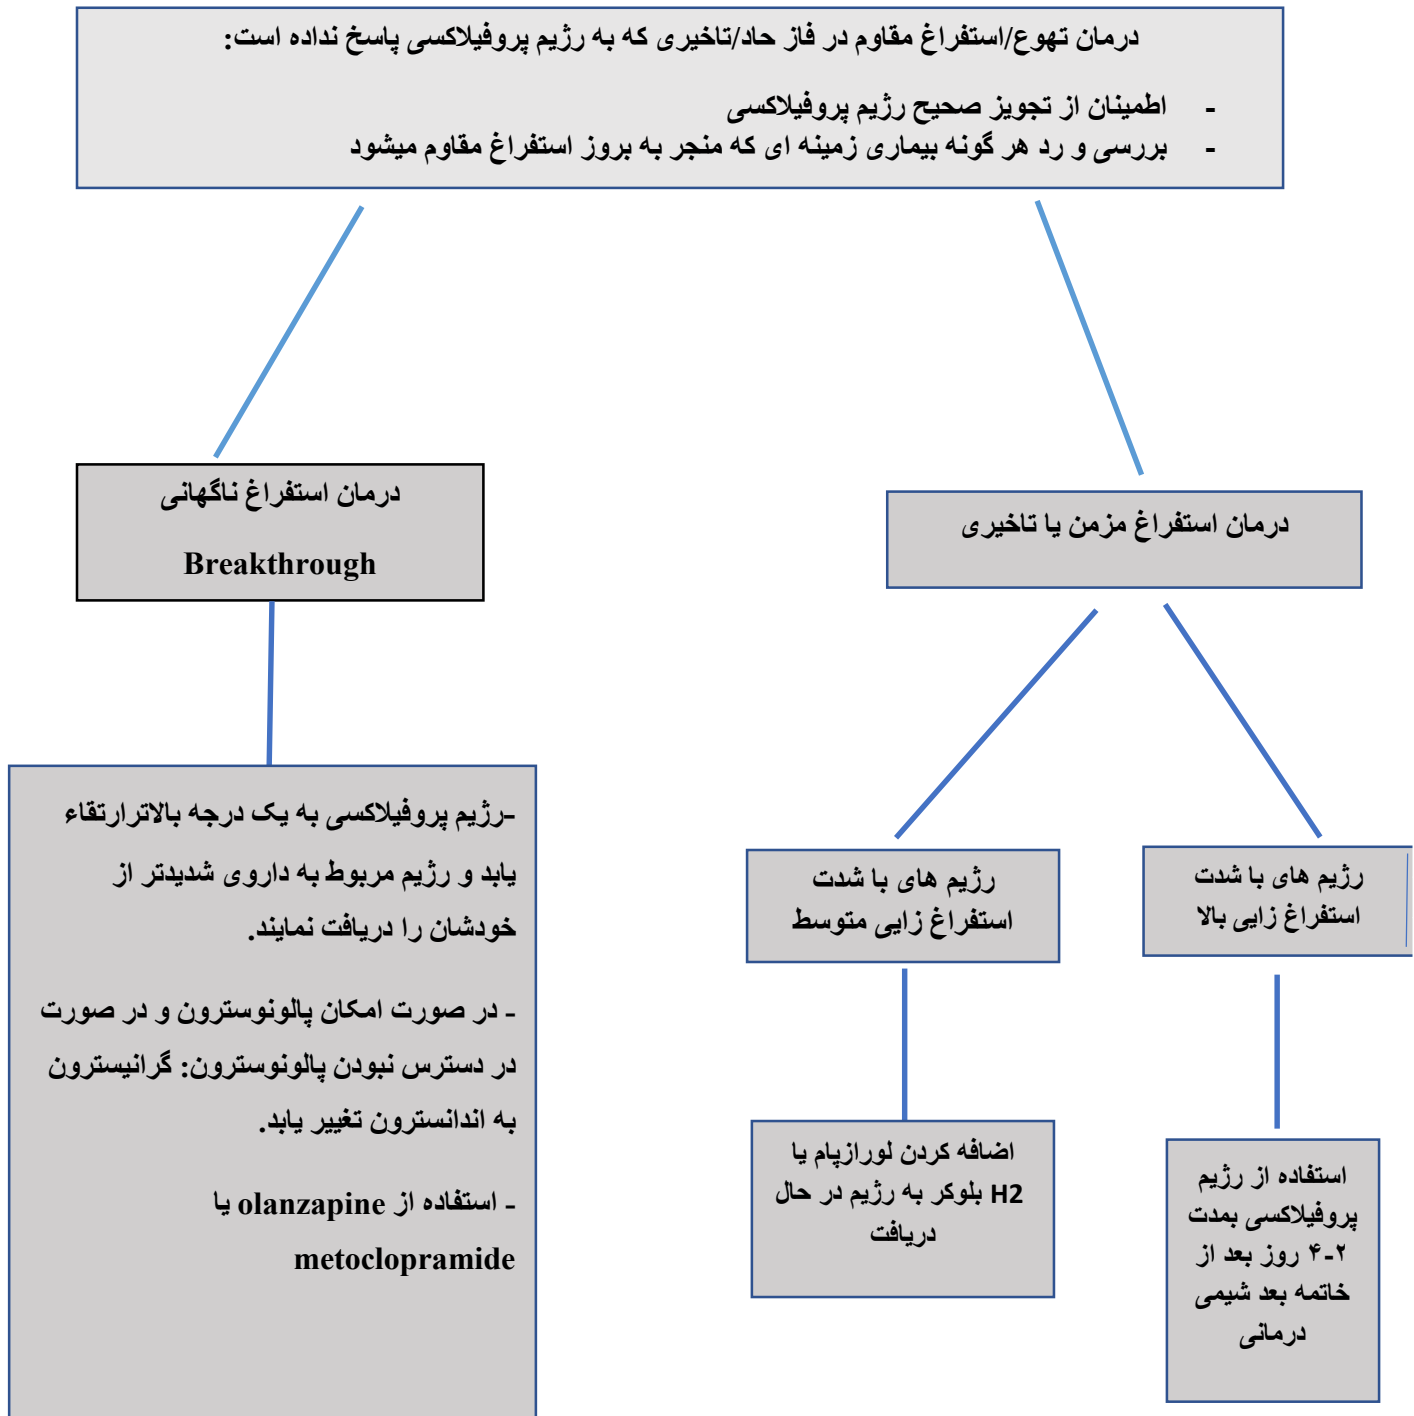 درمان تهوع/استفراغ مقاوم در فاز حاد/تاخیری که به رژیم پروفیلاکسی پاسخ نداده است:
- اطمینان از تجویز صحیح رژیم پروفیلاکسی
- بررسی و رد هر گونه بیماری زمینه ای که منجر به بروز استفراغ مقاوم میشود
درمان استفراغ مزمن یا تاخیری
درمان استفراغ ناگهانی
Breakthrough
رژیم های با شدت
استفراغ زایی بالا
رژیم های با شدت
استفراغ زایی متوسط
-رژیم پروفیلاکسی به یک درجه بالاترارتقاء
یابد و رژیم مربوط به داروی شدیدتر از
خودشان را دریافت نمایند.
- در صورت امکان پالونوسترون و در صورت
در دسترس نبودن پالونوسترون: گرانیسترون
به اندانسترون تغییر یابد.
- استفاده از olanzapine یا
metoclopramide
استفاده از رژیم
پروفیلاکسی بمدت
۲-۴ روز بعد از
خاتمه بعد شیمی
درمانی
اضافه کردن لورازپام یا
H2 بلوکر به رژیم در حال
دریافت